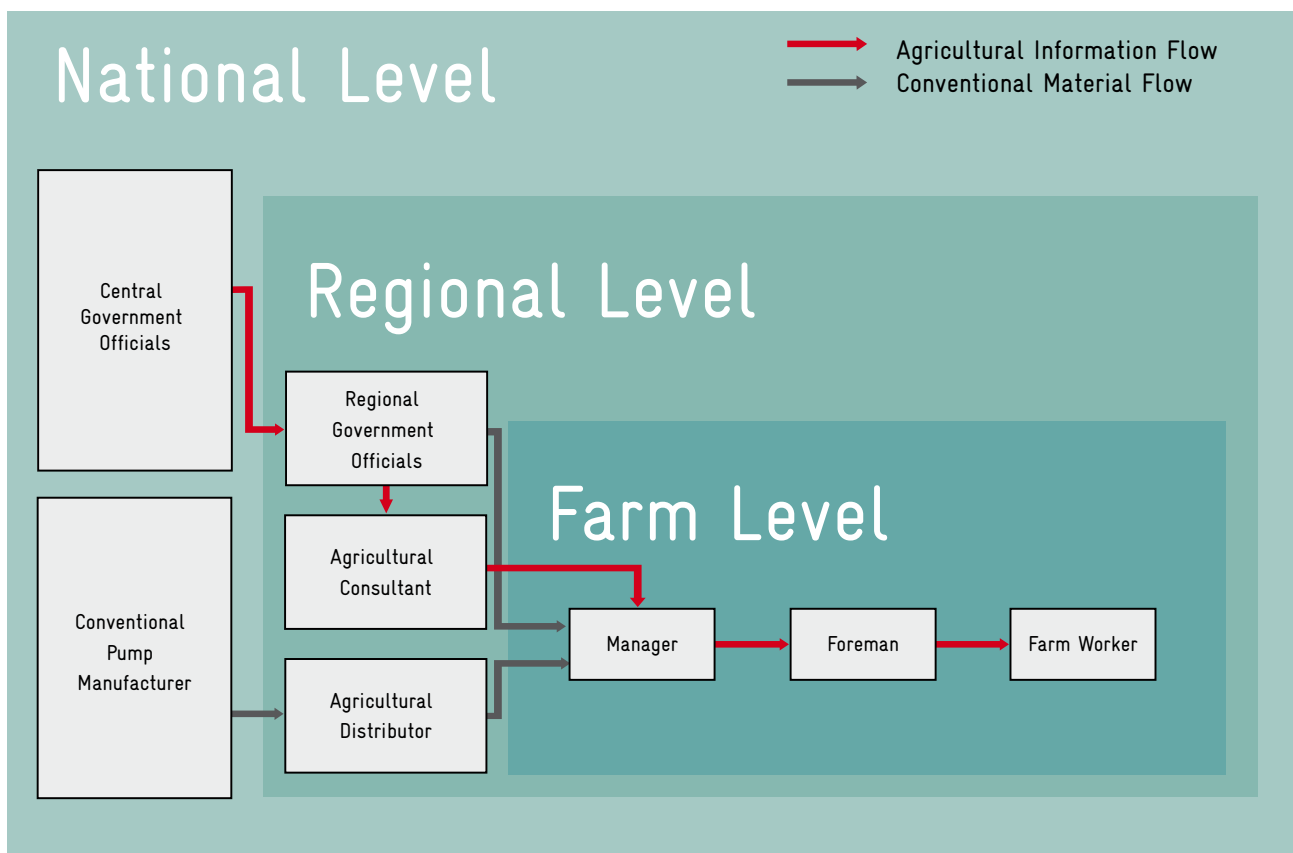 National Level
Agricultural Information Flow
Conventional Material Flow
Central
Government
Officials
Regional Level
Regional
Government
Officials
Farm Level
Agricultural
Consultant
Conventional
Pump
Manufacturer
Manager
Foreman
Farm Worker
Agricultural
Distributor